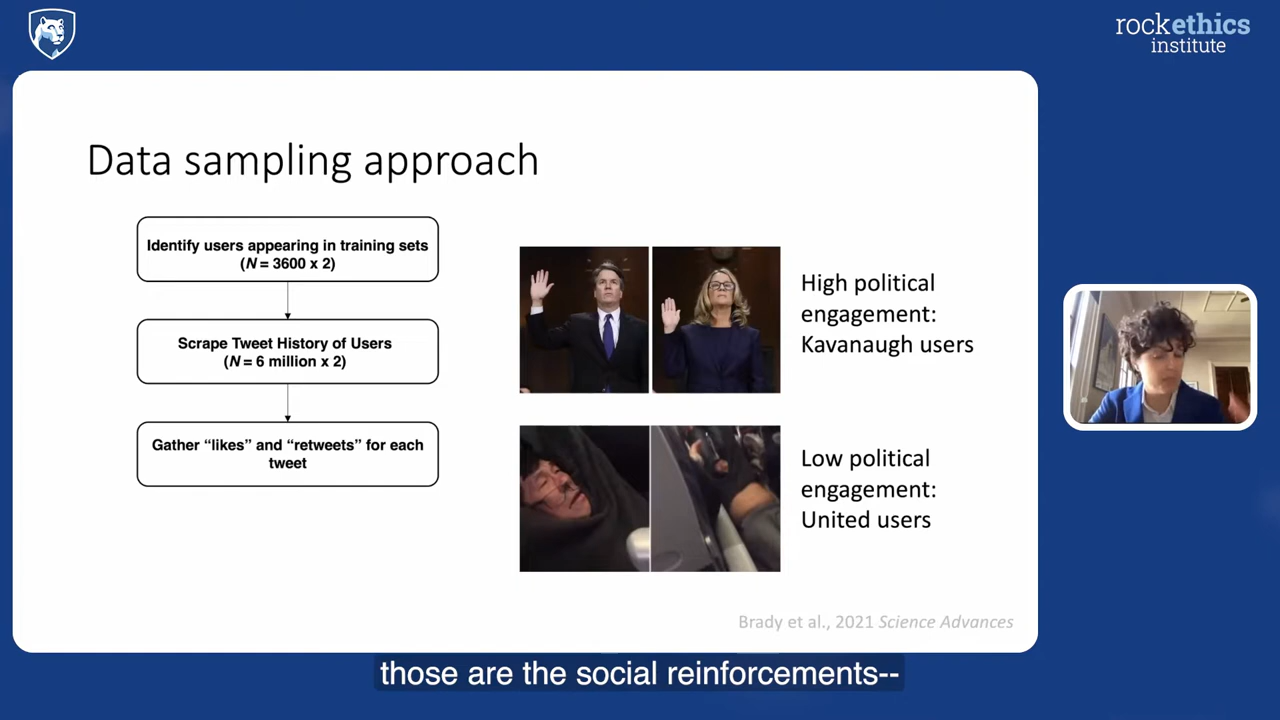 rockethics
institute
Data sampling approach
Identify users appearing in training sets
(N = 3600 x 2)
Scrape Tweet History of Users
(N = 6 million x 2)
Gather “likes” and “retweets” for each
tweet
High political
engagement:
Kavanaugh users
Low political
engagement:
United users
Brady et al., 2021 Science Advances
those are the social reinforcements--